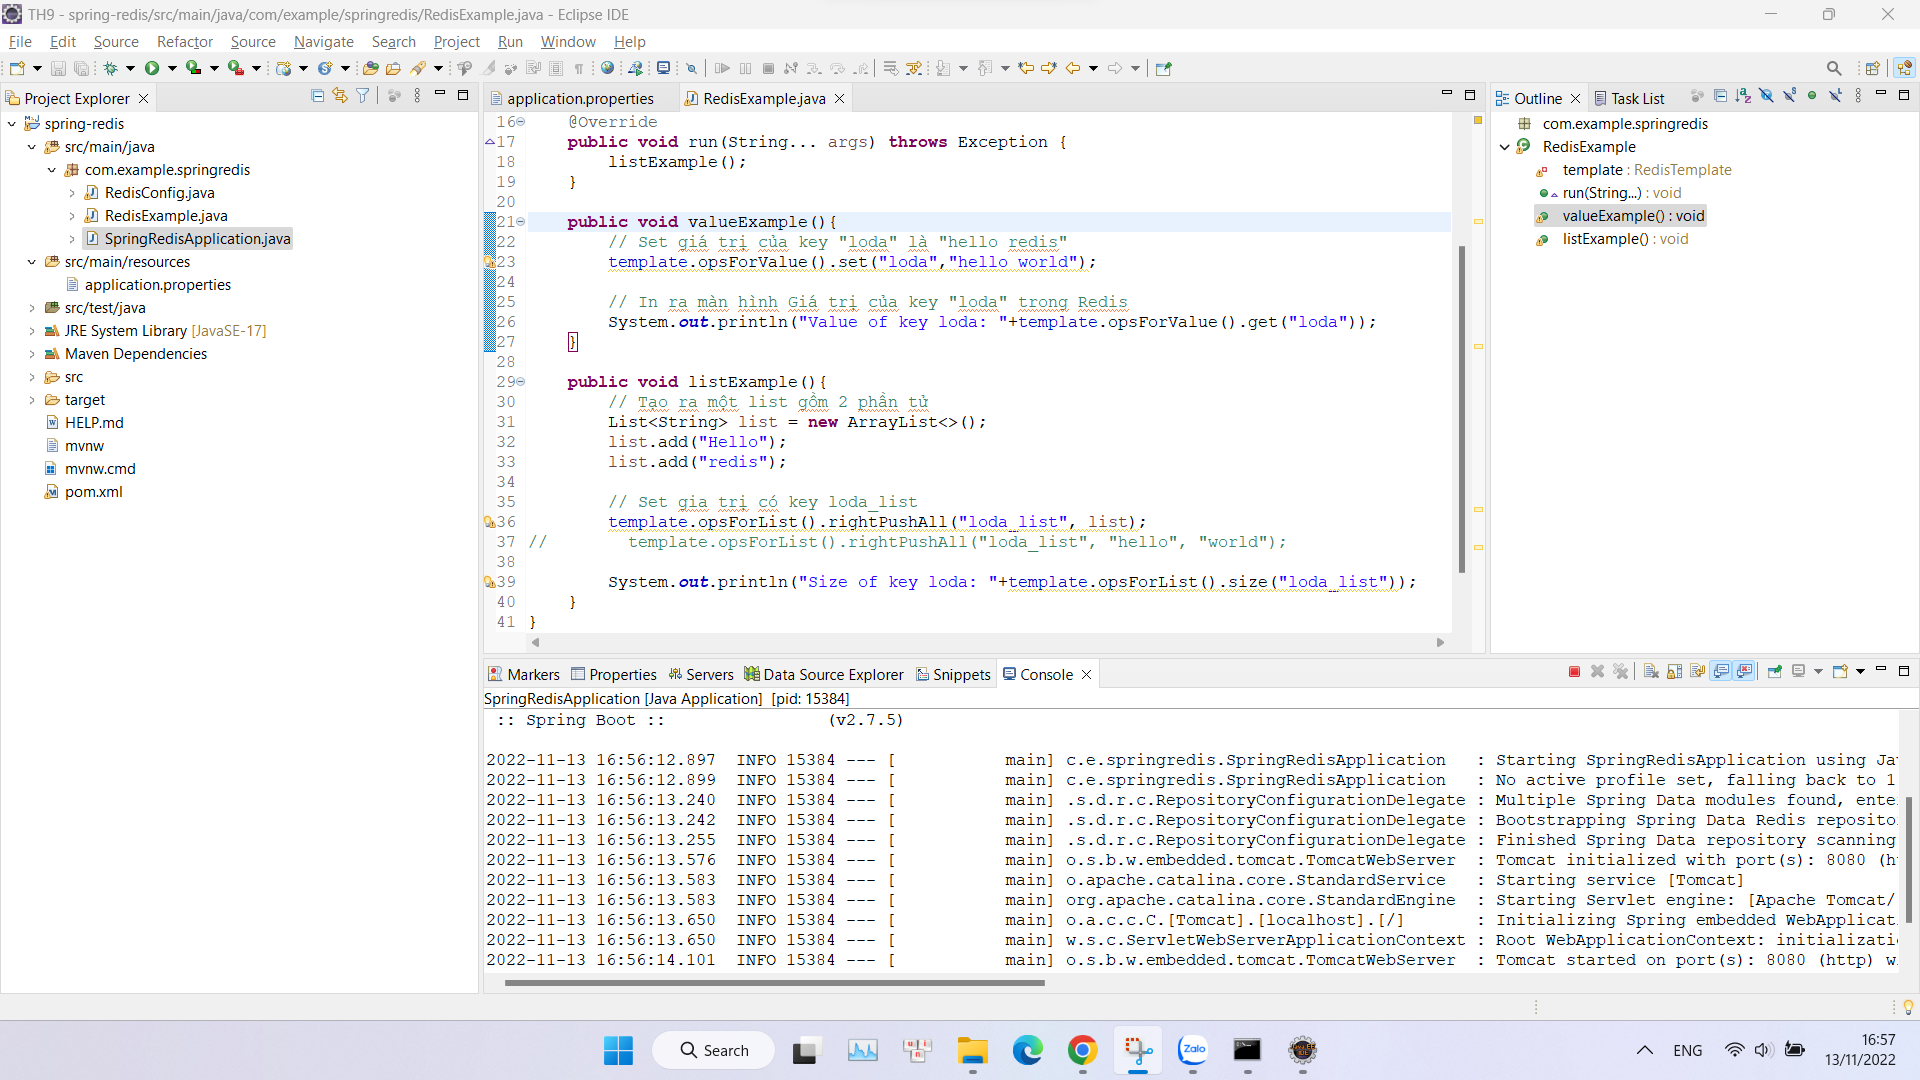 TH9 - spring-redis/src/main/java/com/example/springredis/RedisExample.java - Eclipse IDE
File Edit Source Refactor Source Navigate Search Project Run Window Help
Project Explorer
spring-redis
src/main/java
com.example.springredis
RedisConfig.java
RedisExample.java
SpringRedisApplication.java
src/main/resources
application.properties
src/test/java
JRE System Library [JavaSE-17]
Maven Dependencies
src
target
HELP.md
mvnw
mvnw.cmd
pom.xml
application.properties RedisExample.java
16 @Override
17 public void run(String... args) throws Exception {
18 listExample();
19 }
20
21 public void valueExample(){
22 // Set giá trị của key "loda" là "hello redis"
23 template.opsForValue().set("loda","hello world");
24
25 // In ra màn hình Giá trị của key "loda" trong Redis
26 System.out.println("Value of key loda: "+template.opsForValue().get("loda"));
27 }
28
29 public void listExample(){
30 // Tạo ra một list gồm 2 phần tử
31 List<String> list = new ArrayList<>();
32 list.add("Hello");
33 list.add("redis");
34
35 // Set gia trị có key loda_list
36 template.opsForList().rightPushAll("loda_list", list);
37 // template.opsForList().rightPushAll("loda_list", "hello", "world");
38
39 System.out.println("Size of key loda: "+template.opsForList().size("loda_list"));
40 }
41 }
Outline Task List
com.example.springredis
RedisExample
template : RedisTemplate
run(String...) : void
valueExample() : void
listExample() : void
Markers Properties Servers Data Source Explorer Snippets Console
SpringRedisApplication [Java Application] [pid: 15384]
:: Spring Boot :: (v2.7.5)
2022-11-13 16:56:12.897 INFO 15384 --- [ main] c.e.springredis.SpringRedisApplication : Starting SpringRedisApplication using Ja
2022-11-13 16:56:12.899 INFO 15384 --- [ main] c.e.springredis.SpringRedisApplication : No active profile set, falling back to 1
2022-11-13 16:56:13.240 INFO 15384 --- [ main] .s.d.r.c.RepositoryConfigurationDelegate : Multiple Spring Data modules found, ente
2022-11-13 16:56:13.242 INFO 15384 --- [ main] .s.d.r.c.RepositoryConfigurationDelegate : Bootstrapping Spring Data Redis reposito
2022-11-13 16:56:13.255 INFO 15384 --- [ main] .s.d.r.c.RepositoryConfigurationDelegate : Finished Spring Data repository scanning
2022-11-13 16:56:13.576 INFO 15384 --- [ main] o.s.b.w.embedded.tomcat.TomcatWebServer : Tomcat initialized with port(s): 8080 (h
2022-11-13 16:56:13.583 INFO 15384 --- [ main] o.apache.catalina.core.StandardService : Starting service [Tomcat]
2022-11-13 16:56:13.583 INFO 15384 --- [ main] org.apache.catalina.core.StandardEngine : Starting Servlet engine: [Apache Tomcat/
2022-11-13 16:56:13.650 INFO 15384 --- [ main] o.a.c.c.C.[Tomcat].[localhost].[/] : Initializing Spring embedded WebApplicat
2022-11-13 16:56:13.650 INFO 15384 --- [ main] w.s.c.ServletWebServerApplicationContext : Root WebApplicationContext: initializati
2022-11-13 16:56:14.101 INFO 15384 --- [ main] o.s.b.w.embedded.tomcat.TomcatWebServer : Tomcat started on port(s): 8080 (http) w
Search
Zalo
ENG
16:57
13/11/2022